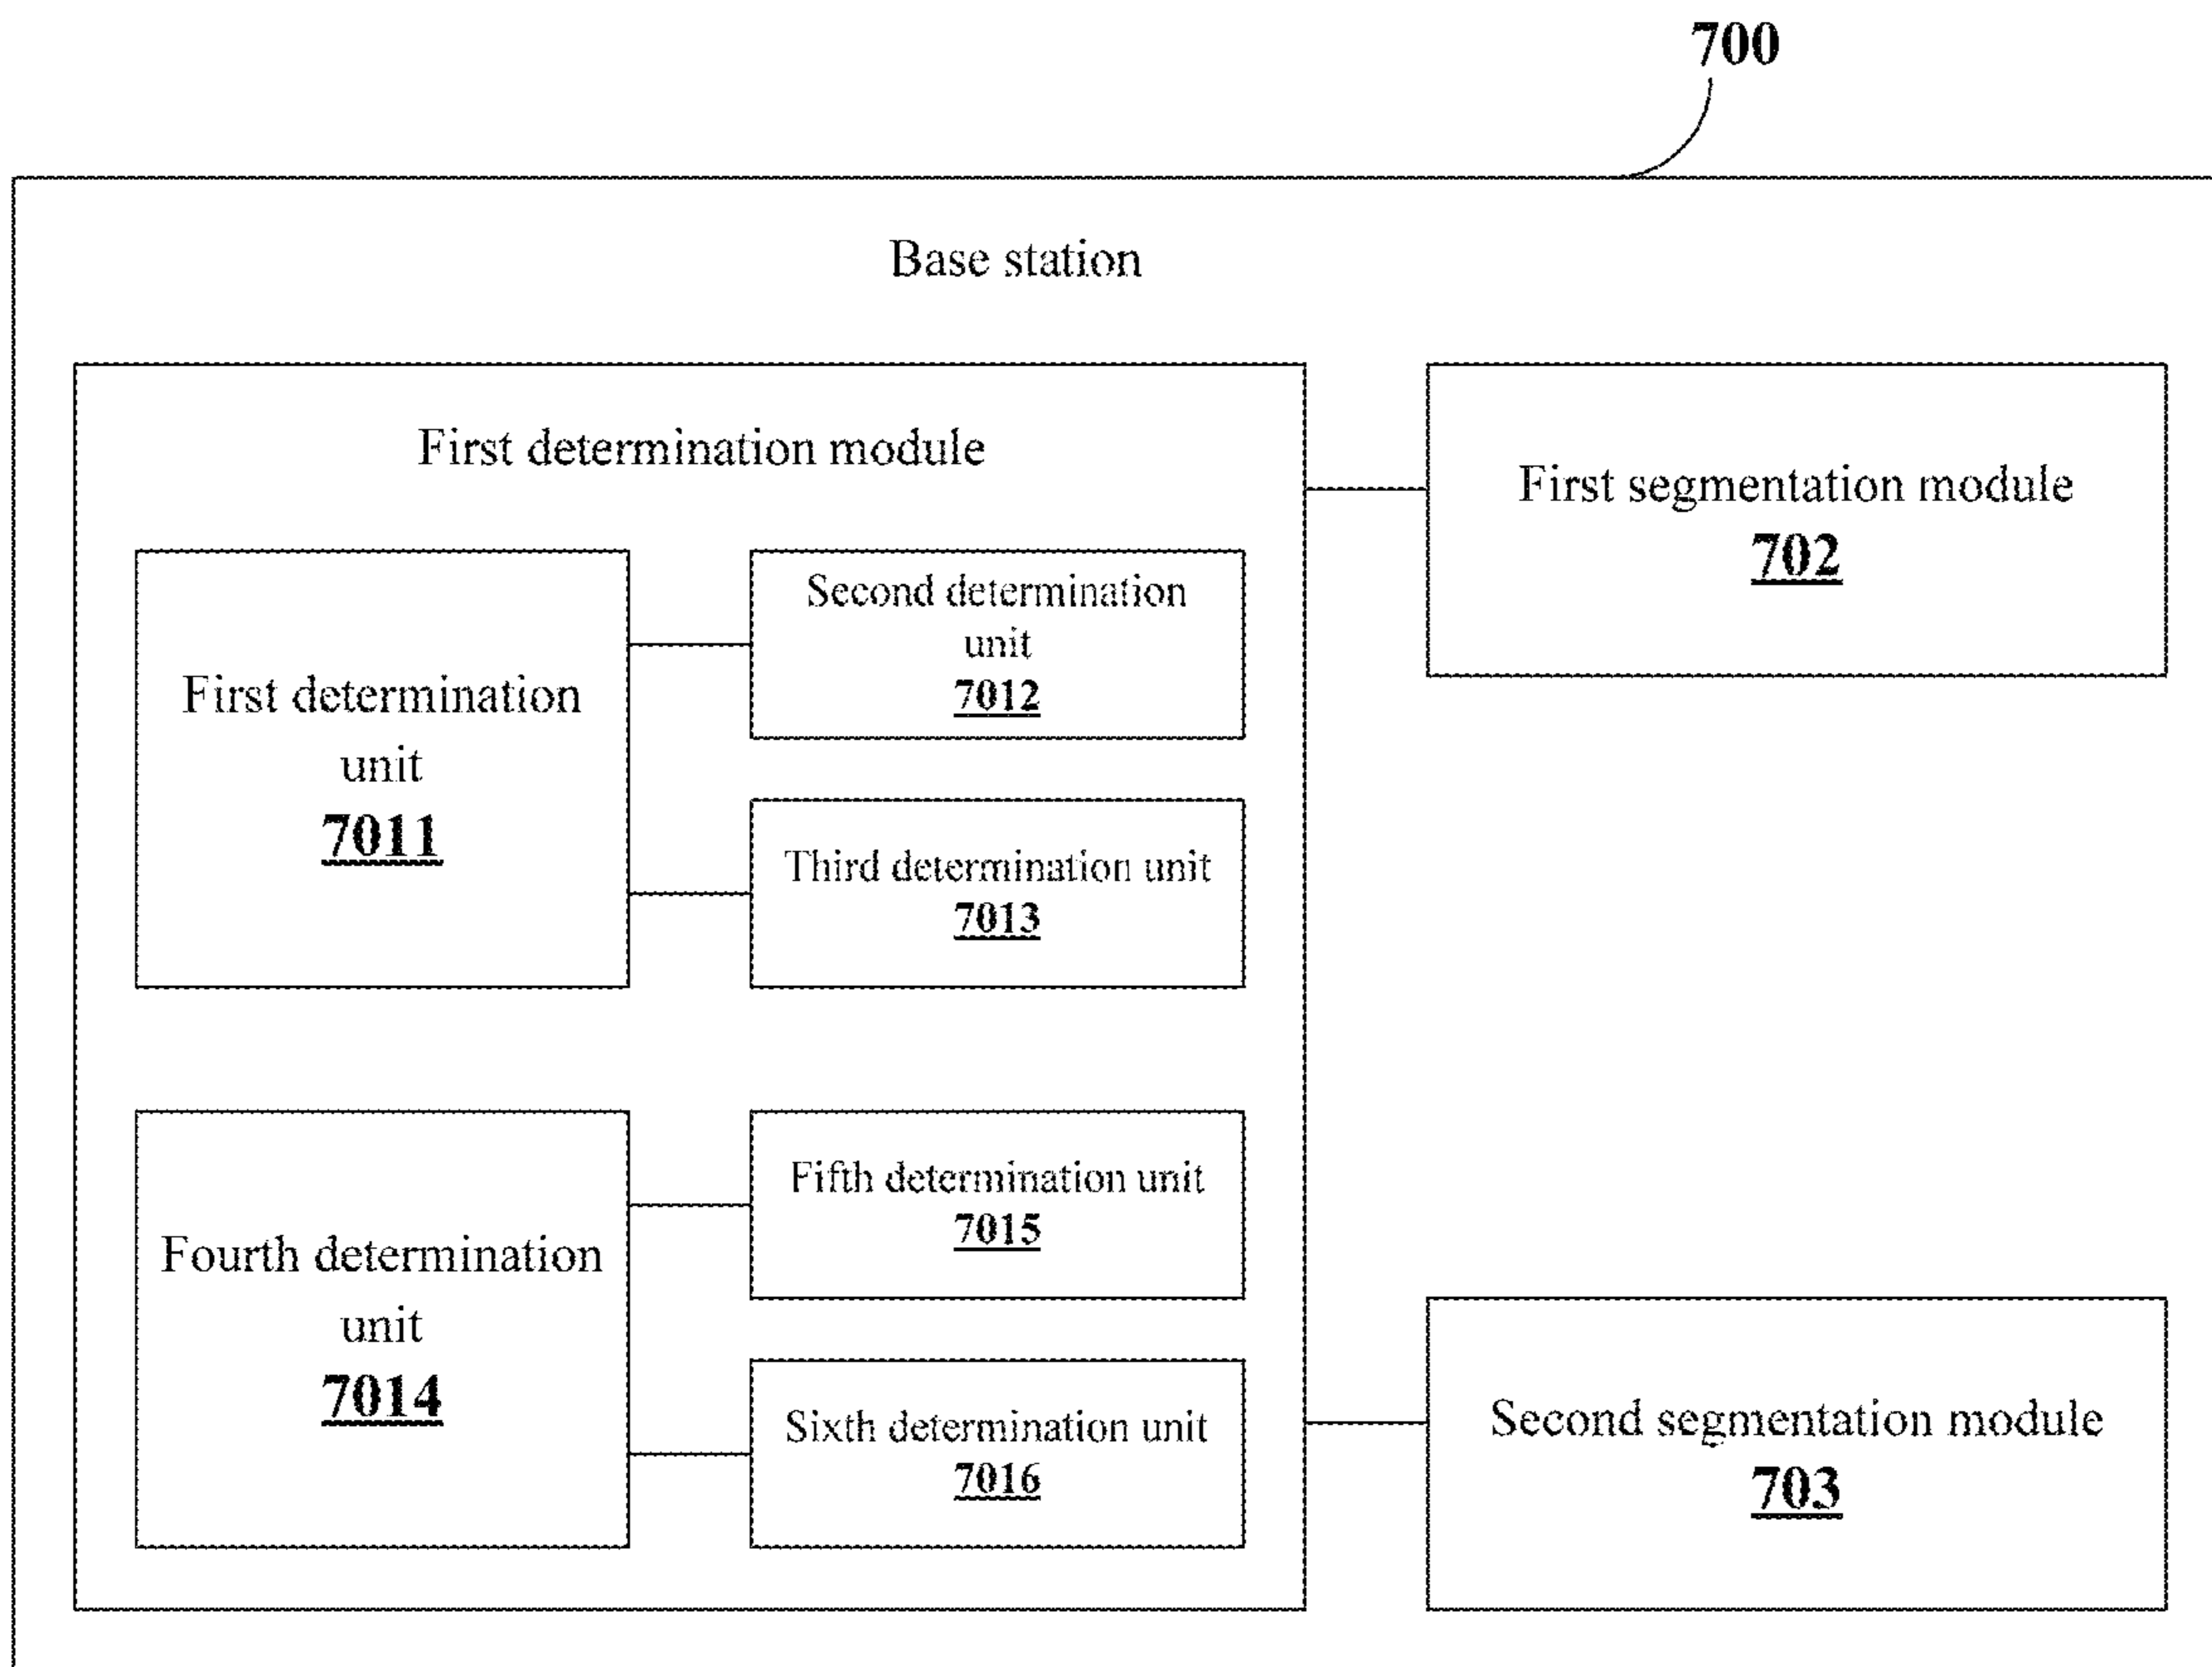 700
Base station
First determination module
First determination
unit
7011
Second determination
unit
7012
Third determination unit
7013
Fourth determination
unit
7014
Fifth determination unit
7015
Sixth determination unit
7016
First segmentation module
702
Second segmentation module
703